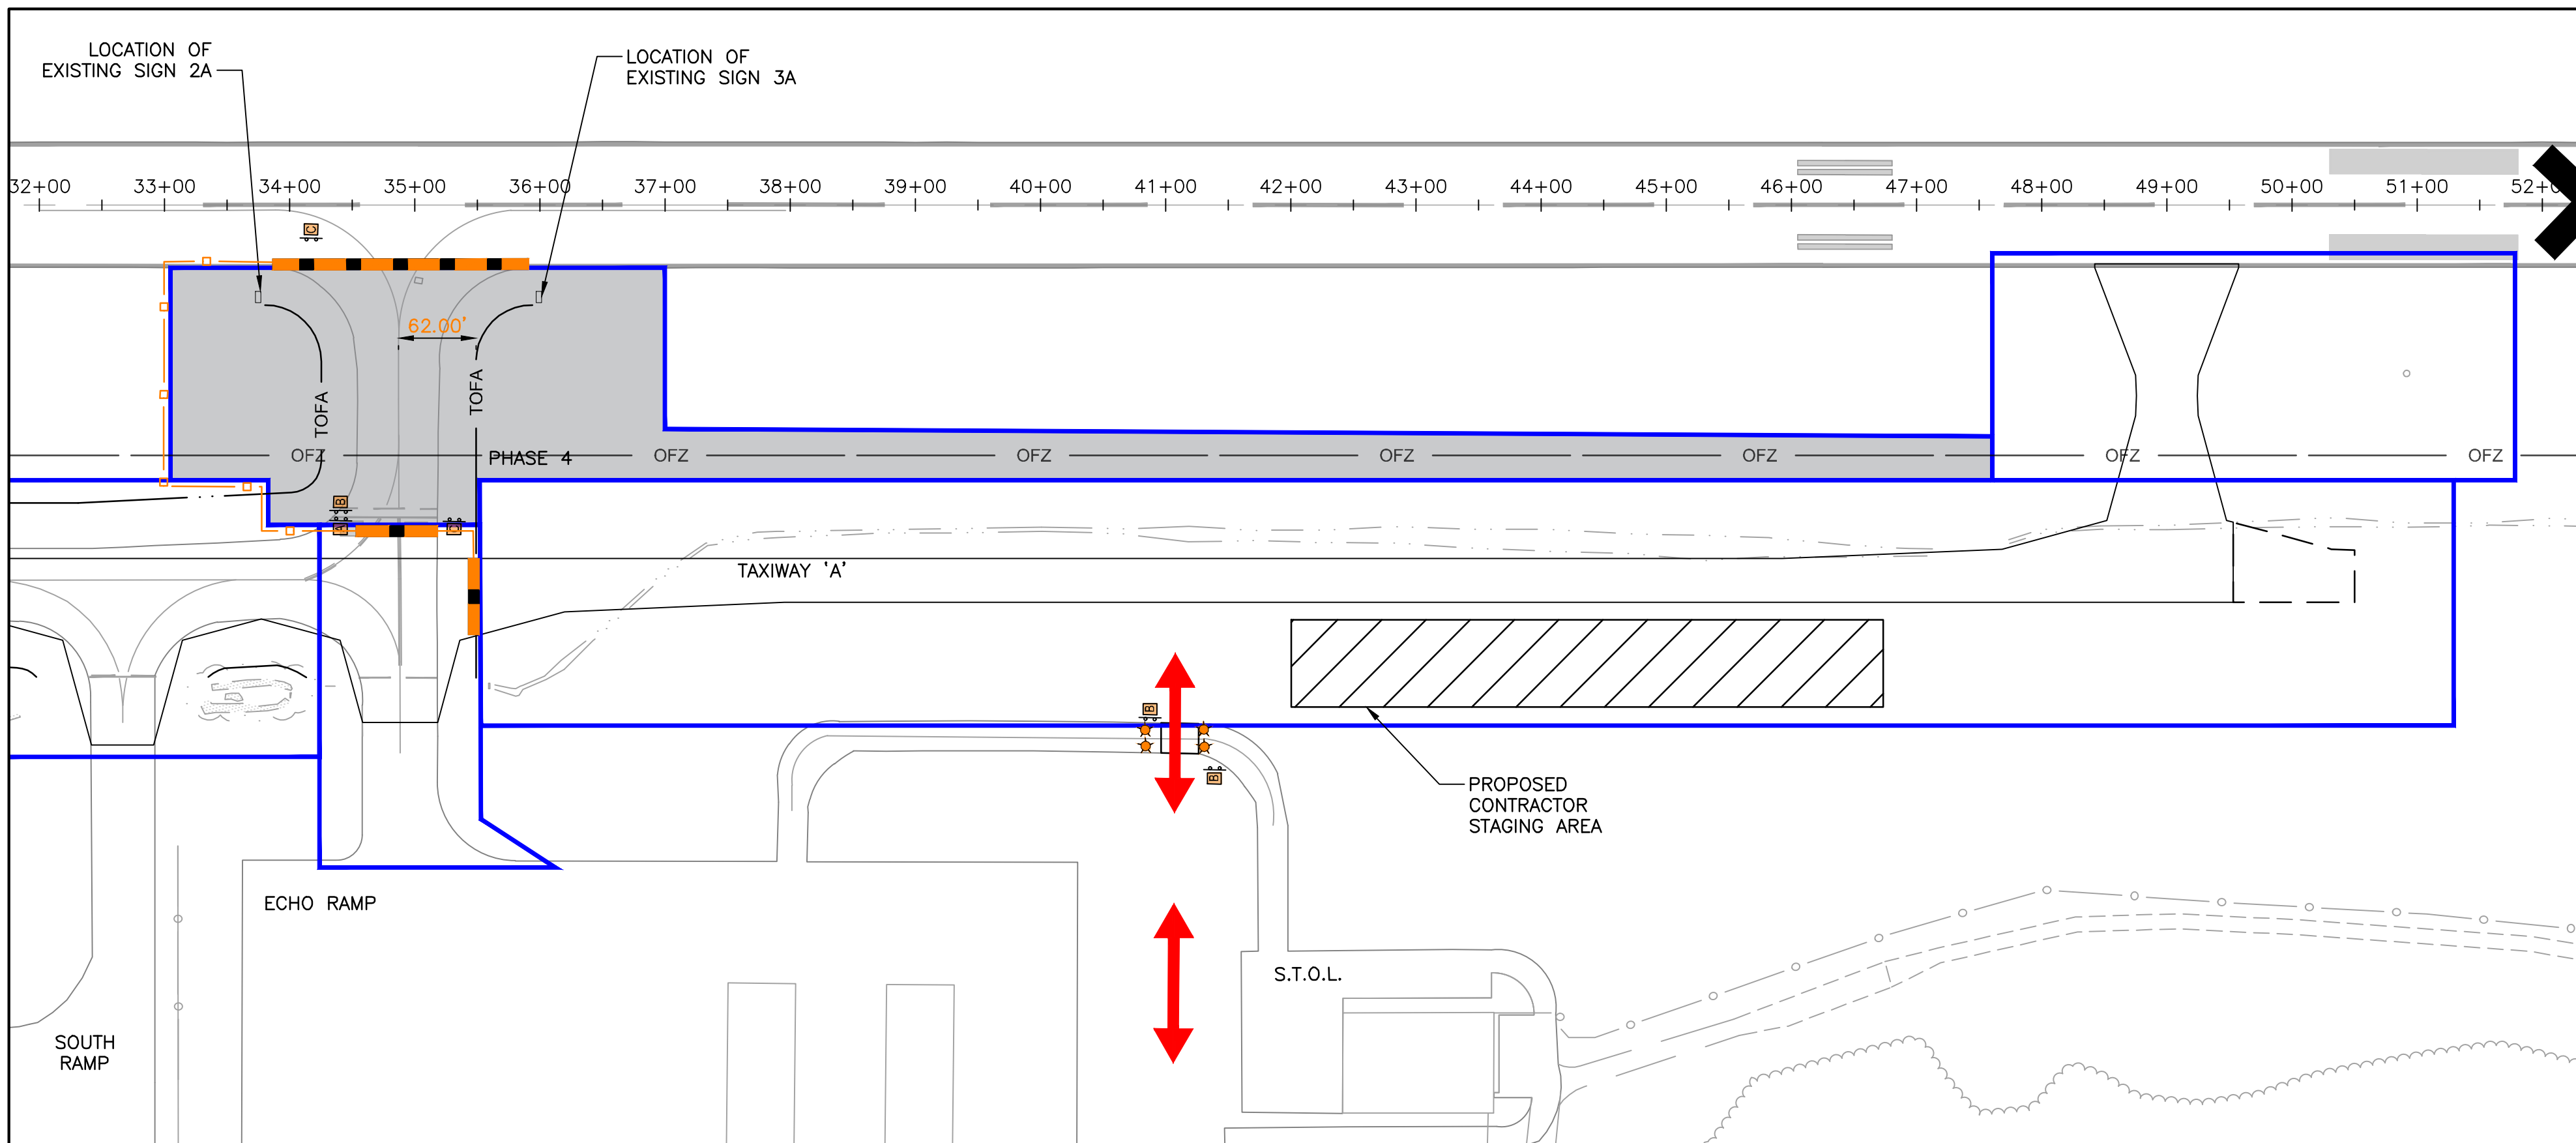 LOCATION OF
EXISTING SIGN 2A
LOCATION OF
EXISTING SIGN 3A
32+00 33+00 34+00 35+00 36+00 37+00 38+00 39+00 40+00 41+00 42+00 43+00 44+00 45+00 46+00 47+00 48+00 49+00 50+00 51+00 52+00
C
62.00'
TOFA
TOFA
OFZ PHASE 4 OFZ OFZ OFZ OFZ OFZ OFZ
B
A D
TAXIWAY 'A'
B
B
PROPOSED
CONTRACTOR
STAGING AREA
ECHO RAMP
S.T.O.L.
SOUTH
RAMP